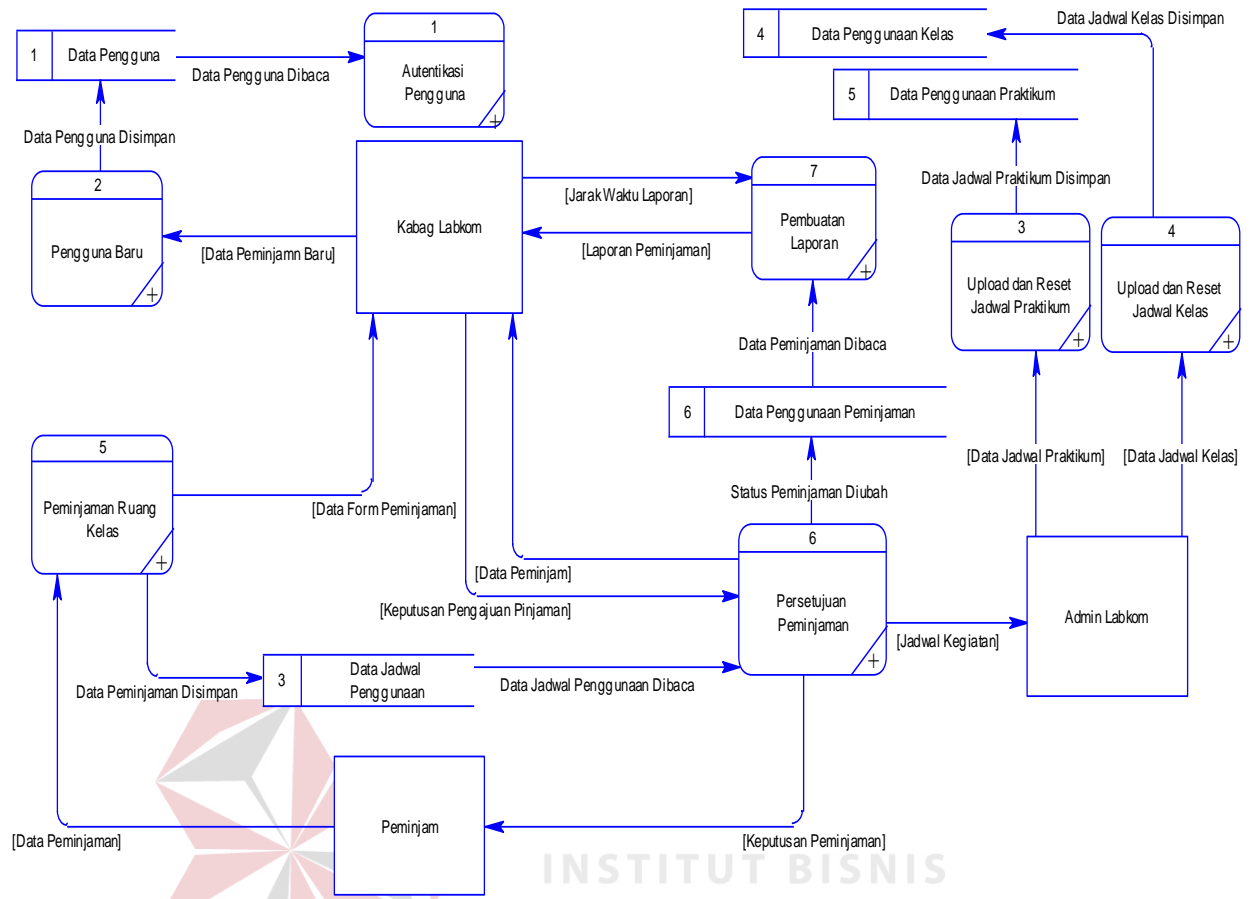 1
Data Pengguna
Data Pengguna Dibaca
1
Autentikasi
Pengguna
Data Pengguna Disimpan
2
Pengguna Baru
[Data Peminjamn Baru]
Kabag Labkom
[Jarak Waktu Laporan]
[Laporan Peminjaman]
7
Pembuatan
Laporan
4
Data Penggunaan Kelas
Data Jadwal Kelas Disimpan
5
Data Penggunaan Praktikum
Data Jadwal Praktikum Disimpan
3
Upload dan Reset
Jadwal Praktikum
4
Upload dan Reset
Jadwal Kelas
Data Peminjaman Dibaca
6
Data Penggunaan Peminjaman
[Data Jadwal Praktikum]
[Data Jadwal Kelas]
5
Peminjaman Ruang
Kelas
[Data Form Peminjaman]
Status Peminjaman Diubah
6
Persetujuan
Peminjaman
[Data Peminjam]
[Keputusan Pengajuan Pinjaman]
[Jadwal Kegiatan]
Admin Labkom
Data Peminjaman Disimpan
3
Data Jadwal
Penggunaan
Data Jadwal Penggunaan Dibaca
Peminjam
[Data Peminjaman]
[Keputusan Peminjaman]
INSTITUT BISNIS